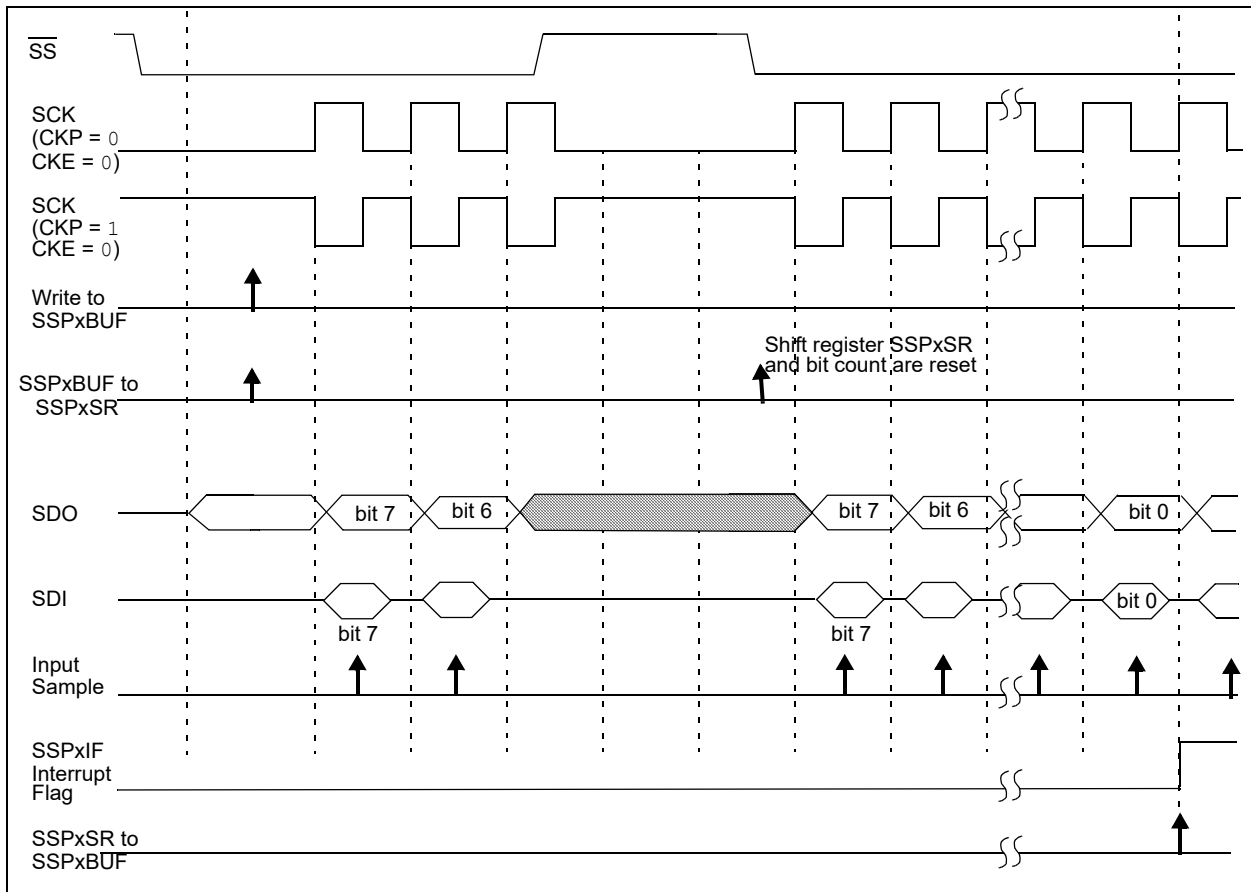 SS
SCK
(CKP = 0
CKE = 0)
SCK
(CKP = 1
CKE = 0)
Write to
SSPxBUF
Shift register SSPxSR
and bit count are reset
SSPxBUF to
SSPxSR
SDO
bit 7
bit 6
bit 7
bit 6
bit 0
SDI
bit 0
bit 7
bit 7
Input
Sample
SSPxIF
Interrupt
Flag
SSPxSR to
SSPxBUF